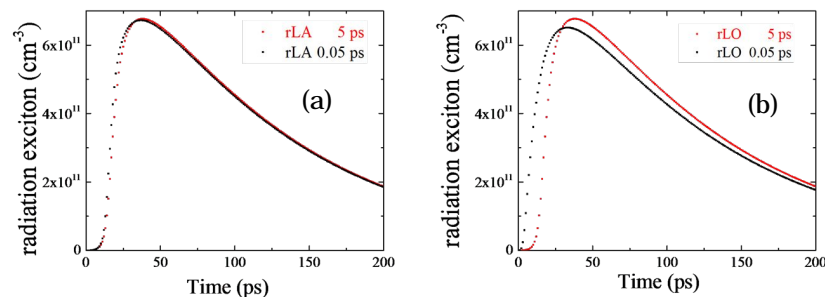 rLA 5 ps
rLA 0.05 ps
(a)
radiation exciton (cm⁻³)
6x10¹¹
4x10¹¹
2x10¹¹
0
0 50 100 150 200
Time (ps)
rLO 5 ps
rLO 0.05 ps
(b)
radiation exciton (cm⁻³)
6x10¹¹
4x10¹¹
2x10¹¹
0
0 50 100 150 200
Time (ps)